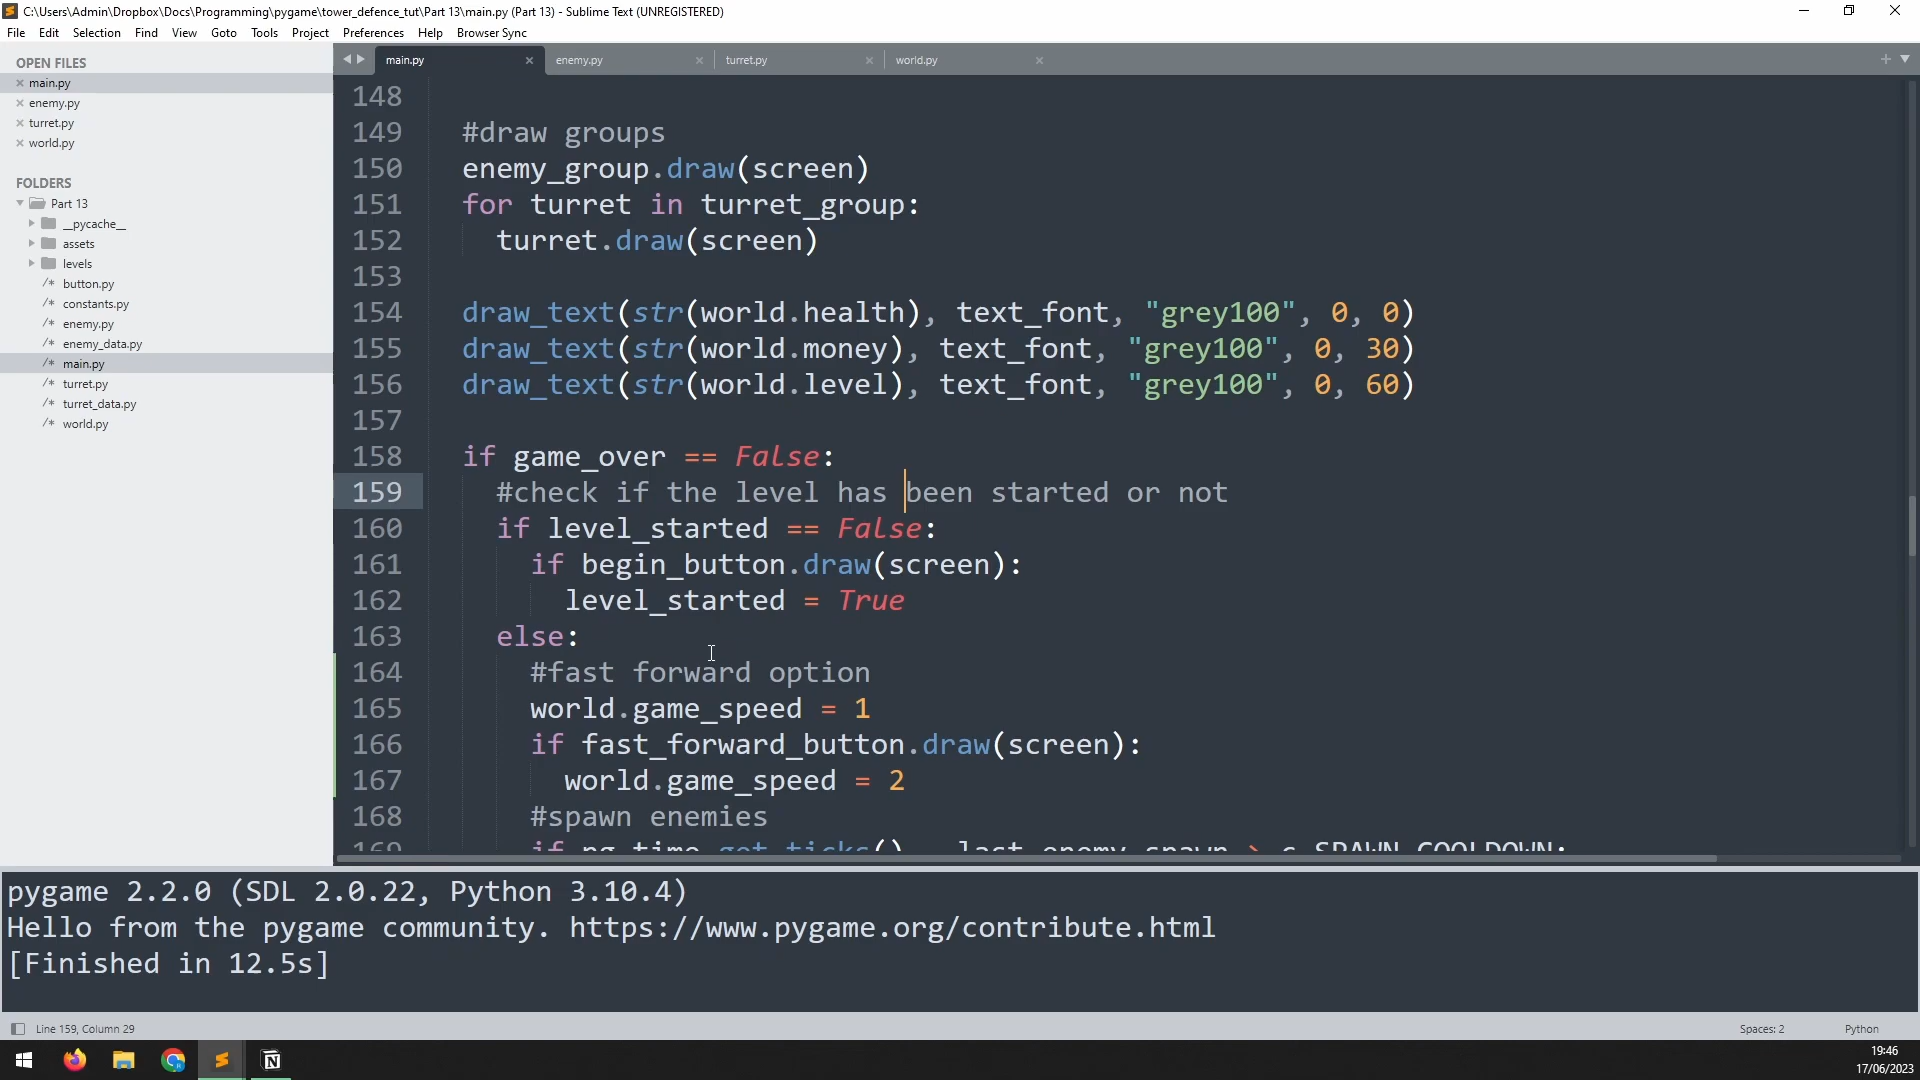 C:\Users\Admin\Dropbox\Docs\Programming\pygame\tower_defence_tut\Part 13\main.py (Part 13) - Sublime Text (UNREGISTERED)
File Edit Selection Find View Goto Tools Project Preferences Help Browser Sync
OPEN FILES
main.py
enemy.py
turret.py
world.py
FOLDERS
Part 13
__pycache__
assets
levels
button.py
constants.py
enemy.py
enemy_data.py
main.py
turret.py
turret_data.py
world.py
main.py enemy.py turret.py world.py
148
149 #draw groups
150 enemy_group.draw(screen)
151 for turret in turret_group:
152 turret.draw(screen)
153
154 draw_text(str(world.health), text_font, "grey100", 0, 0)
155 draw_text(str(world.money), text_font, "grey100", 0, 30)
156 draw_text(str(world.level), text_font, "grey100", 0, 60)
157
158 if game_over == False:
159 #check if the level has been started or not
160 if level_started == False:
161 if begin_button.draw(screen):
162 level_started = True
163 else:
164 #fast forward option
165 world.game_speed = 1
166 if fast_forward_button.draw(screen):
167 world.game_speed = 2
168 #spawn enemies
169 if pg.time.get_ticks() - last_enemy_spawn > c.SPAWN_COOLDOWN:
pygame 2.2.0 (SDL 2.0.22, Python 3.10.4)
Hello from the pygame community. https://www.pygame.org/contribute.html
[Finished in 12.5s]
Line 159, Column 29 Spaces: 2 Python
19:46
17/06/2023